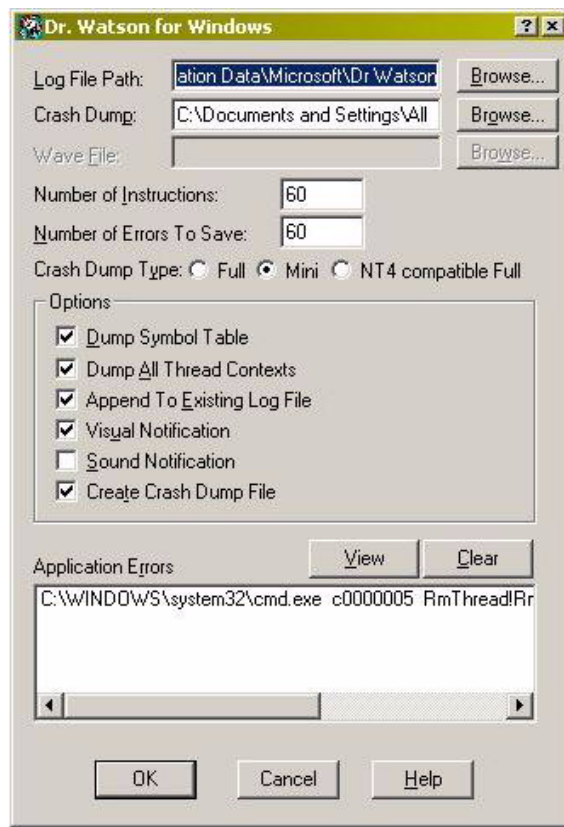 Dr. Watson for Windows
Log File Path: ation Data\Microsoft\Dr Watson Browse...
Crash Dump: C:\Documents and Settings\All Browse...
Wave File: Browse...
Number of Instructions: 60
Number of Errors To Save: 60
Crash Dump Type: Full Mini NT4 compatible Full
Options
Dump Symbol Table
Dump All Thread Contexts
Append To Existing Log File
Visual Notification
Sound Notification
Create Crash Dump File
Application Errors View Clear
C:\WINDOWS\system32\cmd.exe c0000005 RmThread!Rr
OK Cancel Help